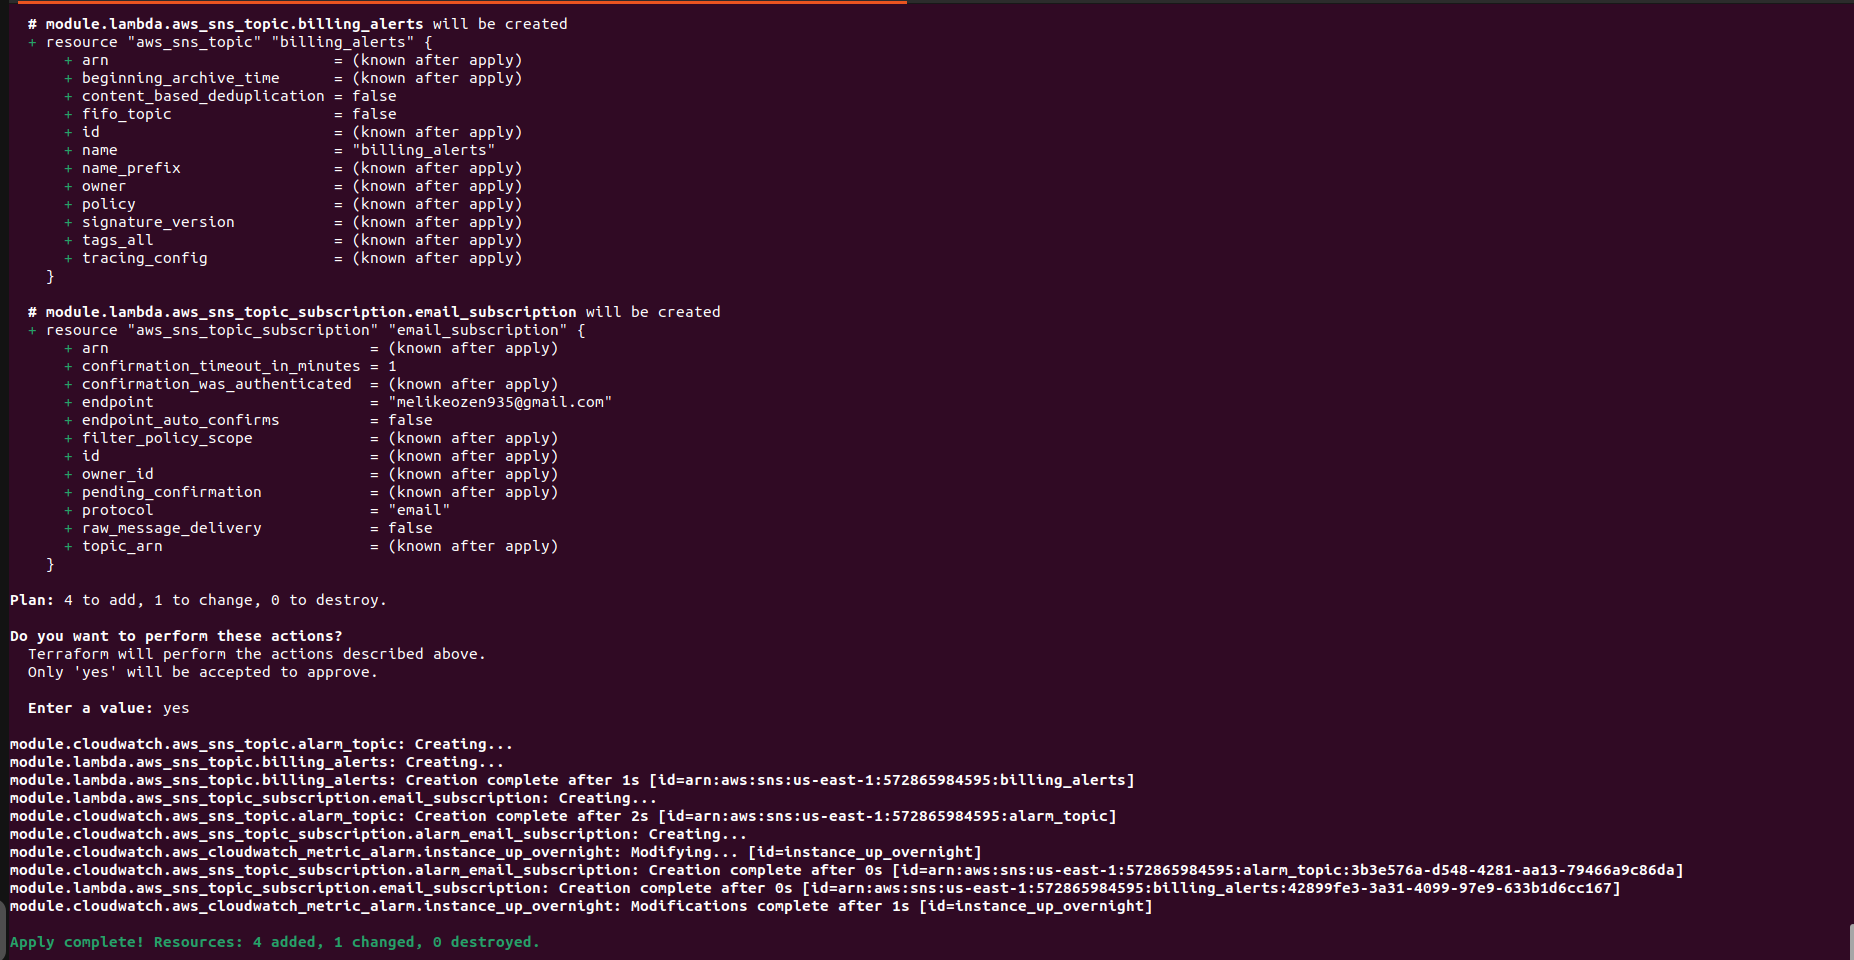 # module.lambda.aws_sns_topic.billing_alerts will be created
+ resource "aws_sns_topic" "billing_alerts" {
+ arn = (known after apply)
+ beginning_archive_time = (known after apply)
+ content_based_deduplication = false
+ fifo_topic = false
+ id = (known after apply)
+ name = "billing_alerts"
+ name_prefix = (known after apply)
+ owner = (known after apply)
+ policy = (known after apply)
+ signature_version = (known after apply)
+ tags_all = (known after apply)
+ tracing_config = (known after apply)
}
# module.lambda.aws_sns_topic_subscription.email_subscription will be created
+ resource "aws_sns_topic_subscription" "email_subscription" {
+ arn = (known after apply)
+ confirmation_timeout_in_minutes = 1
+ confirmation_was_authenticated = (known after apply)
+ endpoint = "melikeozen935@gmail.com"
+ endpoint_auto_confirms = false
+ filter_policy_scope = (known after apply)
+ id = (known after apply)
+ owner_id = (known after apply)
+ pending_confirmation = (known after apply)
+ protocol = "email"
+ raw_message_delivery = false
+ topic_arn = (known after apply)
}
Plan: 4 to add, 1 to change, 0 to destroy.
Do you want to perform these actions?
Terraform will perform the actions described above.
Only 'yes' will be accepted to approve.
Enter a value: yes
module.cloudwatch.aws_sns_topic.alarm_topic: Creating...
module.lambda.aws_sns_topic.billing_alerts: Creating...
module.lambda.aws_sns_topic.billing_alerts: Creation complete after 1s [id=arn:aws:sns:us-east-1:572865984595:billing_alerts]
module.lambda.aws_sns_topic_subscription.email_subscription: Creating...
module.cloudwatch.aws_sns_topic.alarm_topic: Creation complete after 2s [id=arn:aws:sns:us-east-1:572865984595:alarm_topic]
module.cloudwatch.aws_sns_topic_subscription.alarm_email_subscription: Creating...
module.cloudwatch.aws_cloudwatch_metric_alarm.instance_up_overnight: Modifying... [id=instance_up_overnight]
module.cloudwatch.aws_sns_topic_subscription.alarm_email_subscription: Creation complete after 0s [id=arn:aws:sns:us-east-1:572865984595:alarm_topic:3b3e576a-d548-4281-aa13-79466a9c86da]
module.lambda.aws_sns_topic_subscription.email_subscription: Creation complete after 0s [id=arn:aws:sns:us-east-1:572865984595:billing_alerts:42899fe3-3a31-4099-97e9-633b1d6cc167]
module.cloudwatch.aws_cloudwatch_metric_alarm.instance_up_overnight: Modifications complete after 1s [id=instance_up_overnight]
Apply complete! Resources: 4 added, 1 changed, 0 destroyed.